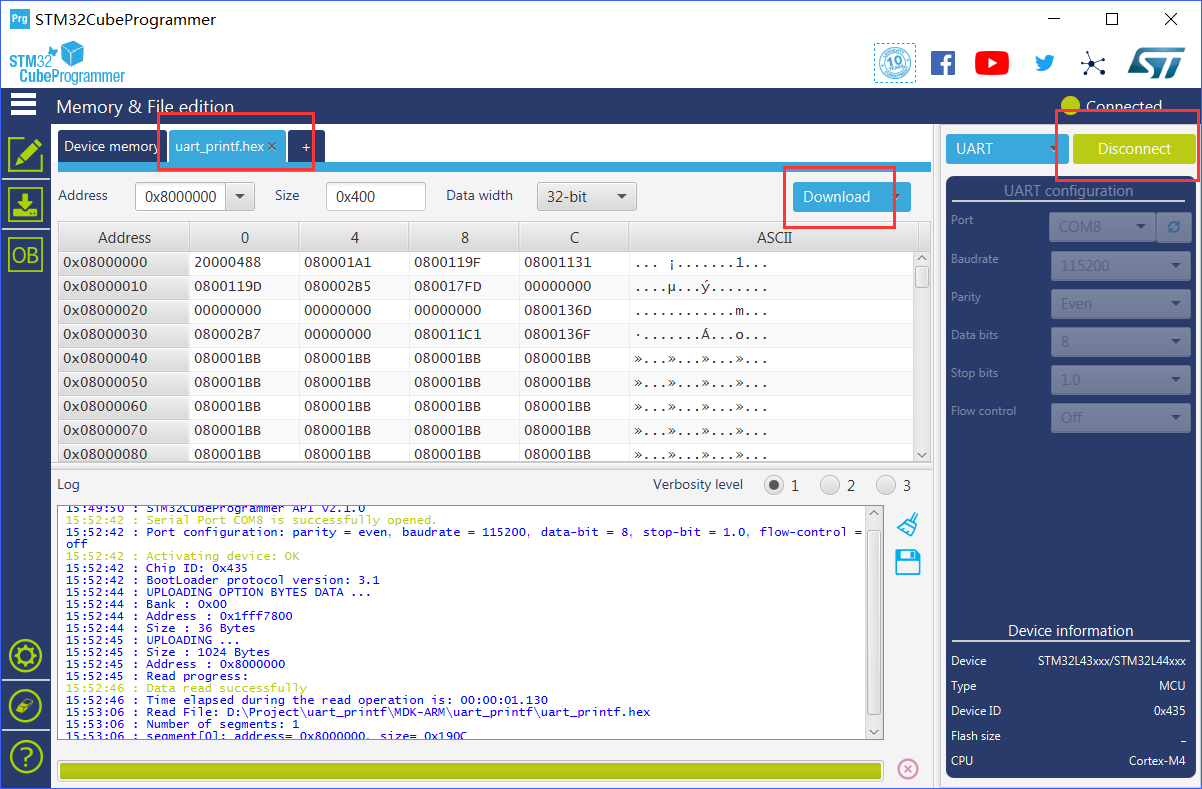 Prg STM32CubeProgrammer
STM32
CubeProgrammer
10
ST
Memory & File edition
Connected
Device memory
uart_printf.hex ×
+
UART
Disconnect
Address
0x8000000
Size
0x400
Data width
32-bit
Download
Address 0 4 8 C ASCII
0x08000000 20000488 080001A1 0800119F 08001131 ... ¡.......1...
0x08000010 0800119D 080002B5 080017FD 00000000 ....µ...ý.......
0x08000020 00000000 00000000 00000000 0800136D ............m...
0x08000030 080002B7 00000000 080011C1 0800136F ·.......Á...o...
0x08000040 080001BB 080001BB 080001BB 080001BB »...»...»...»...
0x08000050 080001BB 080001BB 080001BB 080001BB »...»...»...»...
0x08000060 080001BB 080001BB 080001BB 080001BB »...»...»...»...
0x08000070 080001BB 080001BB 080001BB 080001BB »...»...»...»...
0x08000080 080001BB 080001BB 080001BB 080001BB »...»...»...»...
Log
Verbosity level 1 2 3
15:49:50 : STM32CubeProgrammer API v2.1.0
15:52:42 : Serial Port COM8 is successfully opened.
15:52:42 : Port configuration: parity = even, baudrate = 115200, data-bit = 8, stop-bit = 1.0, flow-control =
off
15:52:42 : Activating device: OK
15:52:42 : Chip ID: 0x435
15:52:42 : BootLoader protocol version: 3.1
15:52:44 : UPLOADING OPTION BYTES DATA ...
15:52:44 : Bank : 0x00
15:52:44 : Address : 0x1fff7800
15:52:44 : Size : 36 Bytes
15:52:45 : UPLOADING ...
15:52:45 : Size : 1024 Bytes
15:52:45 : Address : 0x8000000
15:52:45 : Read progress:
15:52:46 : Data read successfully
15:52:46 : Time elapsed during the read operation is: 00:00:01.130
15:53:06 : Read File: D:\Project\uart_printf\MDK-ARM\uart_printf\uart_printf.hex
15:53:06 : Number of segments: 1
15:53:06 : segment[0]: address= 0x8000000, size= 0x190C
OB
?
UART configuration
Port COM8
Baudrate 115200
Parity Even
Data bits 8
Stop bits 1.0
Flow control Off
Device information
Device STM32L43xxx/STM32L44xxx
Type MCU
Device ID 0x435
Flash size _
CPU Cortex-M4